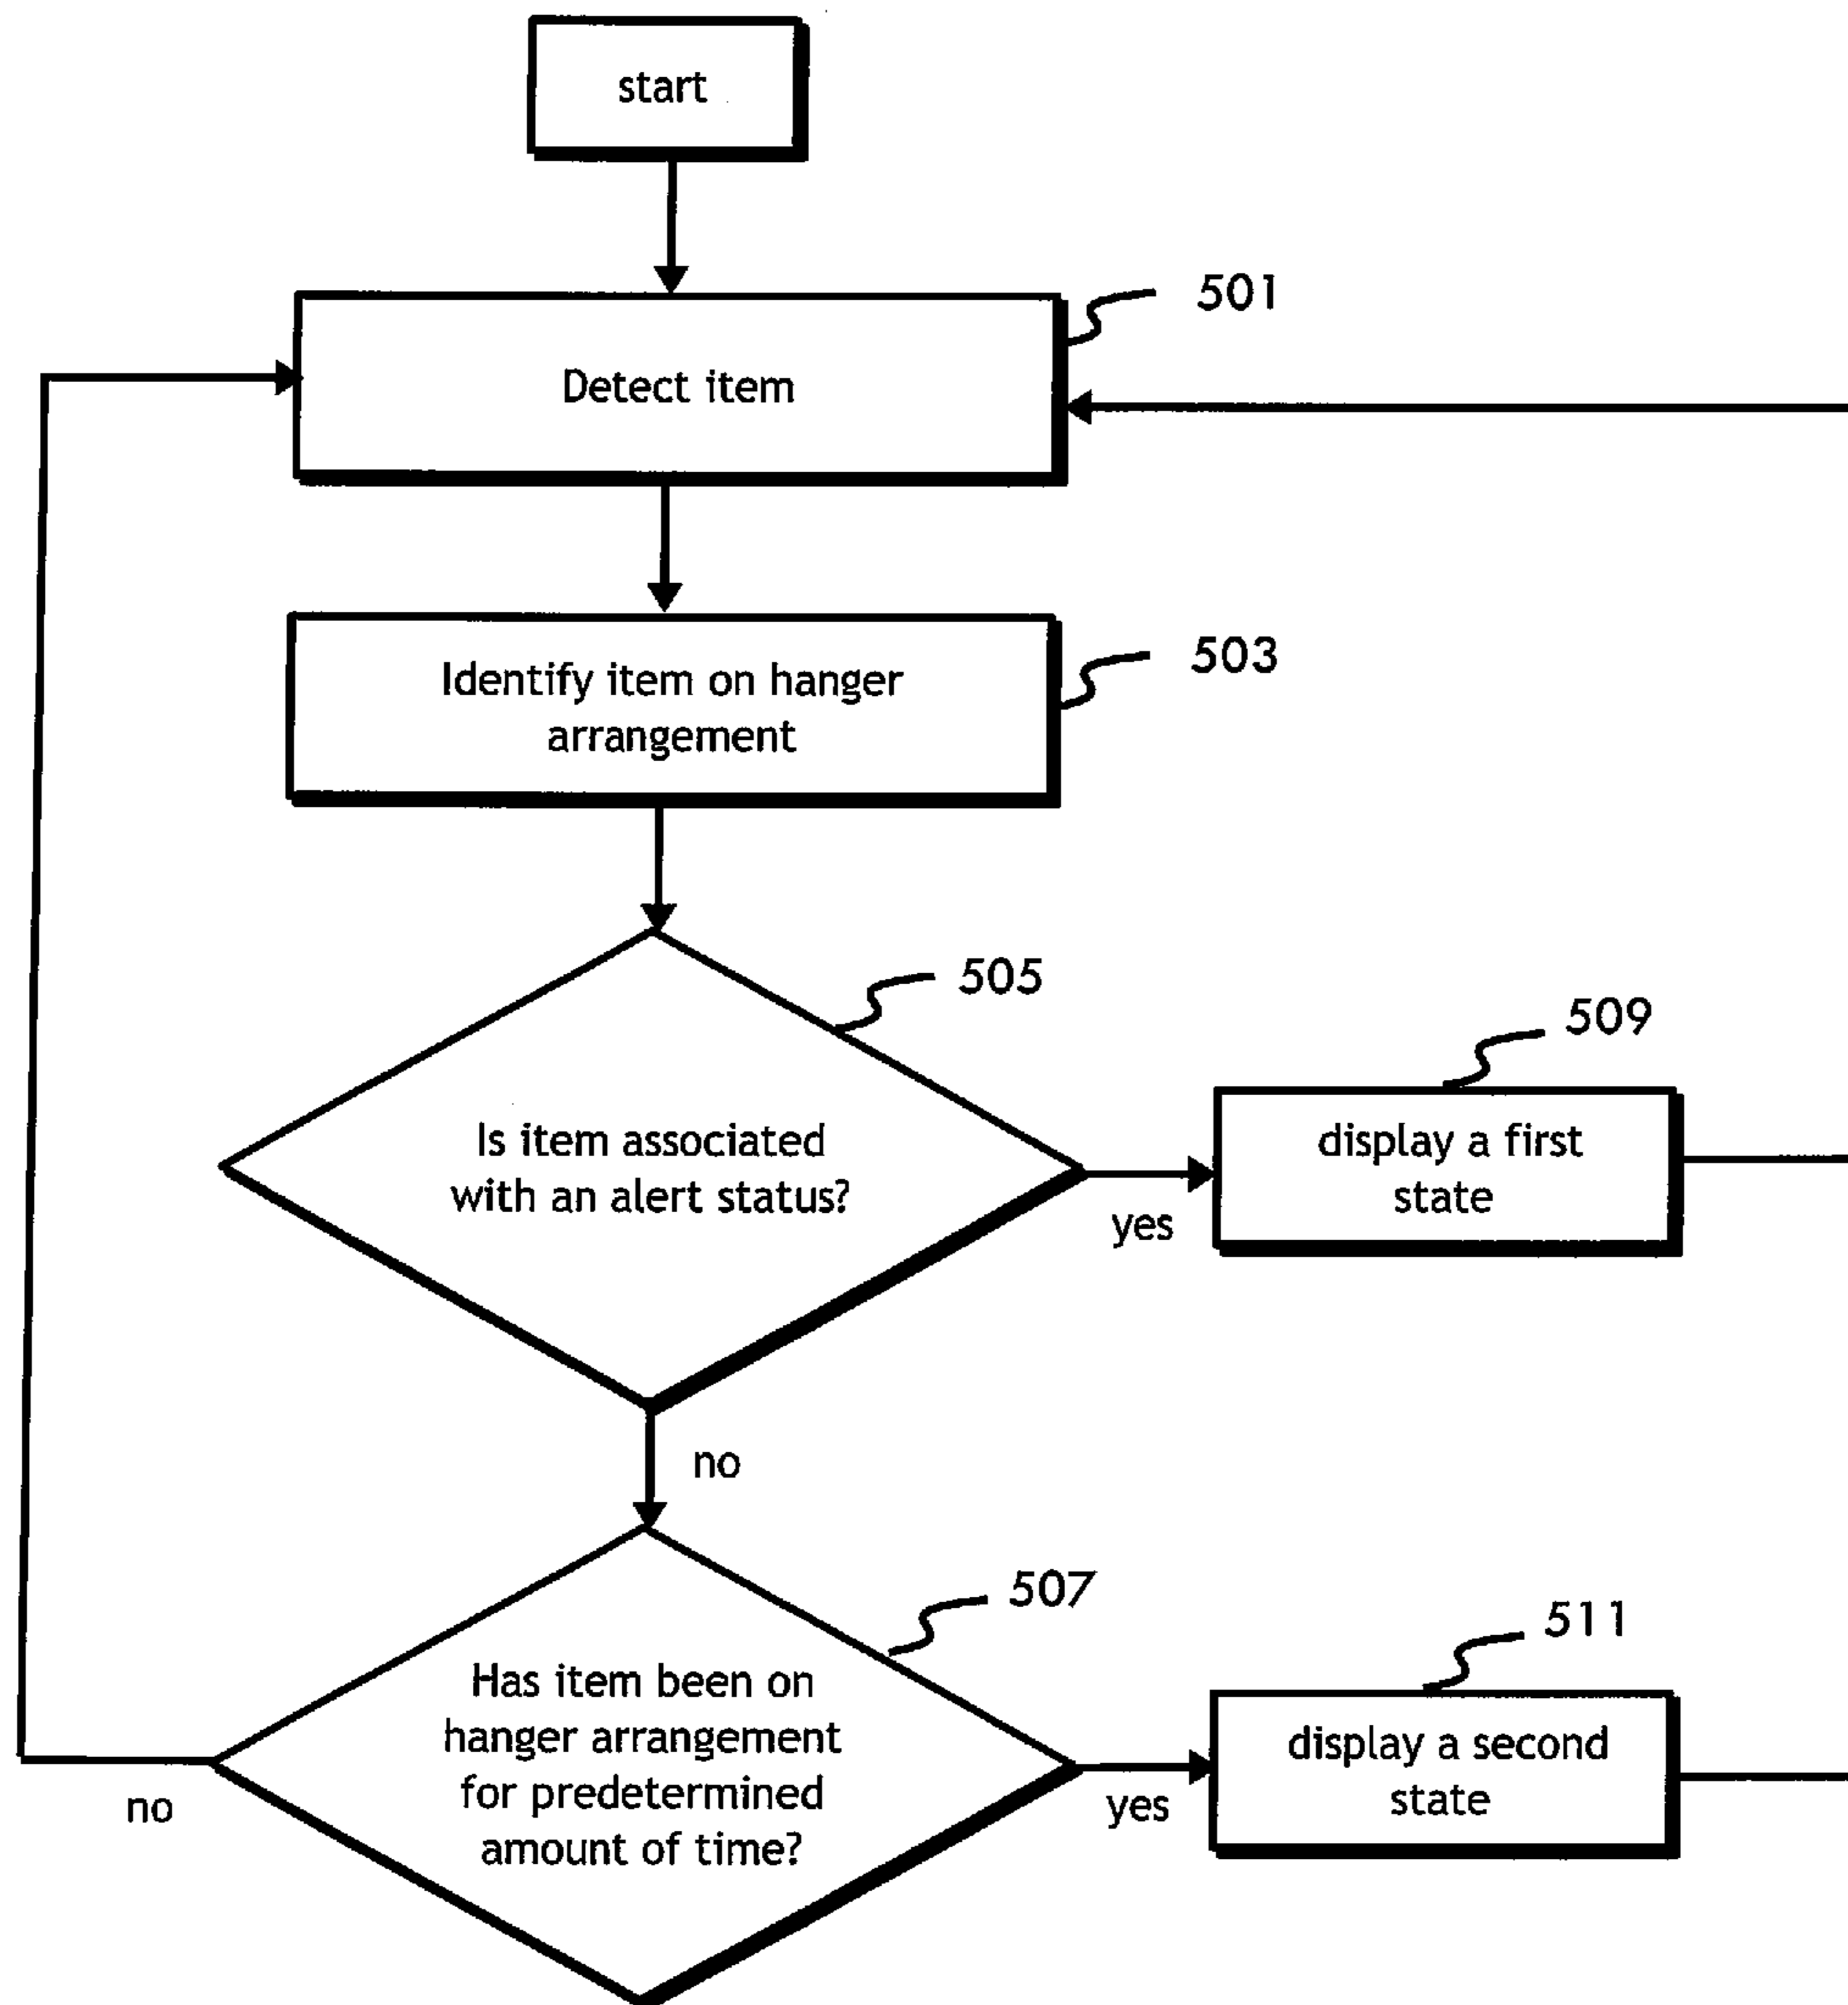 start
501
Detect item
503
Identify item on hanger
arrangement
505
509
Is item associated
with an alert status?
yes
display a first
state
no
507
511
Has item been on
hanger arrangement
for predetermined
amount of time?
no
yes
display a second
state